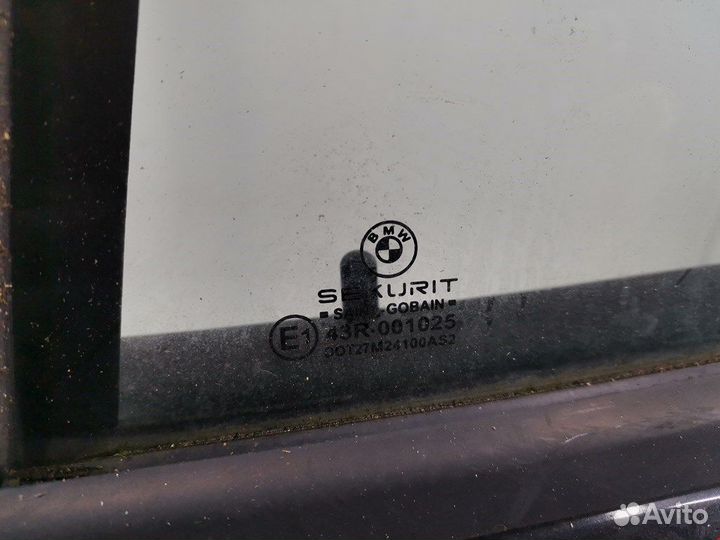 BMW
SEKURIT
SAINT-GOBAIN
E1 43R-001025
DOT27M24100AS2
Avito